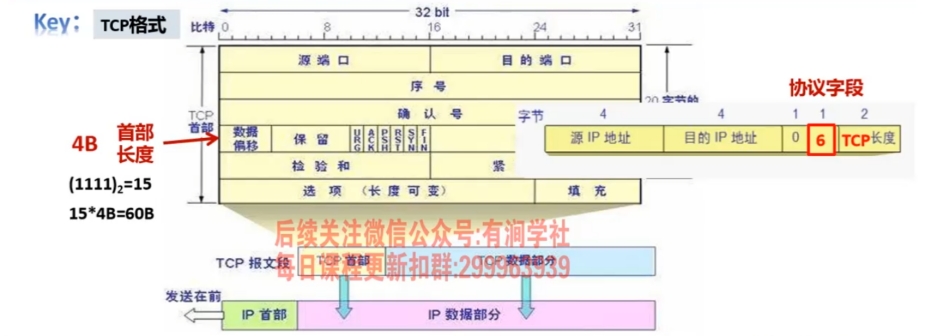 Key： TCP格式
32 bit
比特 0 8 16 24 31
源端口 目的端口
序号
TCP首部
确认号
20 字节的
协议字段
字节 4 4 1 1 2
源 IP 地址 目的 IP 地址 0 6 TCP长度
4B 首部长度
数据偏移 保留 URG ACK PSH RST SYN FIN
检验和 紧
(1111)₂=15
15*4B=60B
选项（长度可变） 填充
后续关注微信公众号:有涧学社
TCP 报文段 TCP 首部 TCP 数据部分
每日课程更新扣群:299983939
发送在前
IP 首部 IP 数据部分